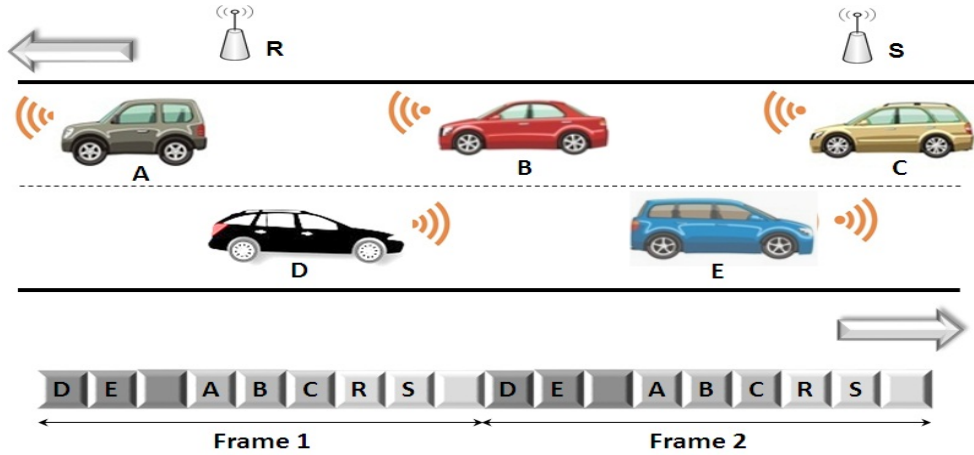 R S
A B C
D E
D E A B C R S D E A B C R S
Frame 1 Frame 2